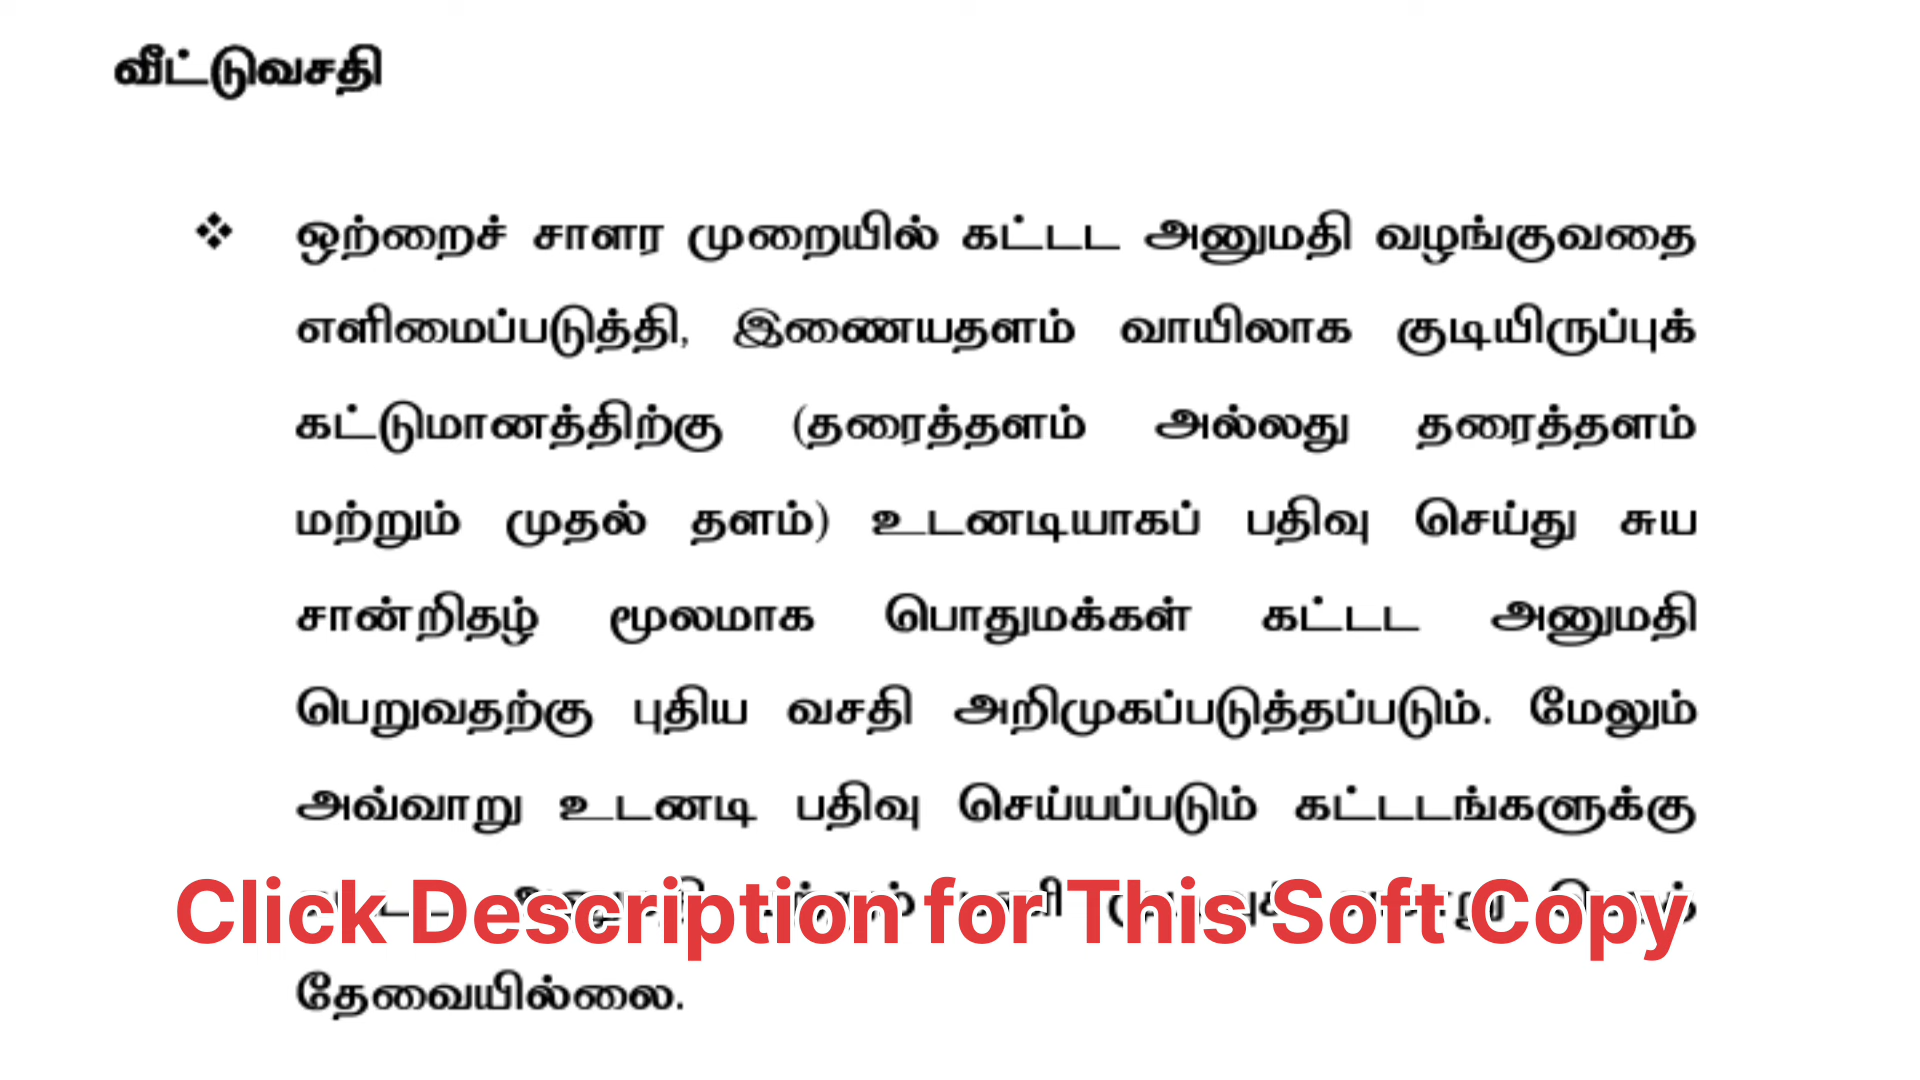 வீட்டுவசதி
❖ ஒற்றைச் சாளர முறையில் கட்டட அனுமதி வழங்குவதை
எளிமைப்படுத்தி, இணையதளம் வாயிலாக குடியிருப்புக்
கட்டுமானத்திற்கு (தரைத்தளம் அல்லது தரைத்தளம்
மற்றும் முதல் தளம்) உடனடியாகப் பதிவு செய்து சுய
சான்றிதழ் மூலமாக பொதுமக்கள் கட்டட அனுமதி
பெறுவதற்கு புதிய வசதி அறிமுகப்படுத்தப்படும். மேலும்
அவ்வாறு உடனடி பதிவு செய்யப்படும் கட்டடங்களுக்கு
Click Description for This Soft Copy
தேவையில்லை.